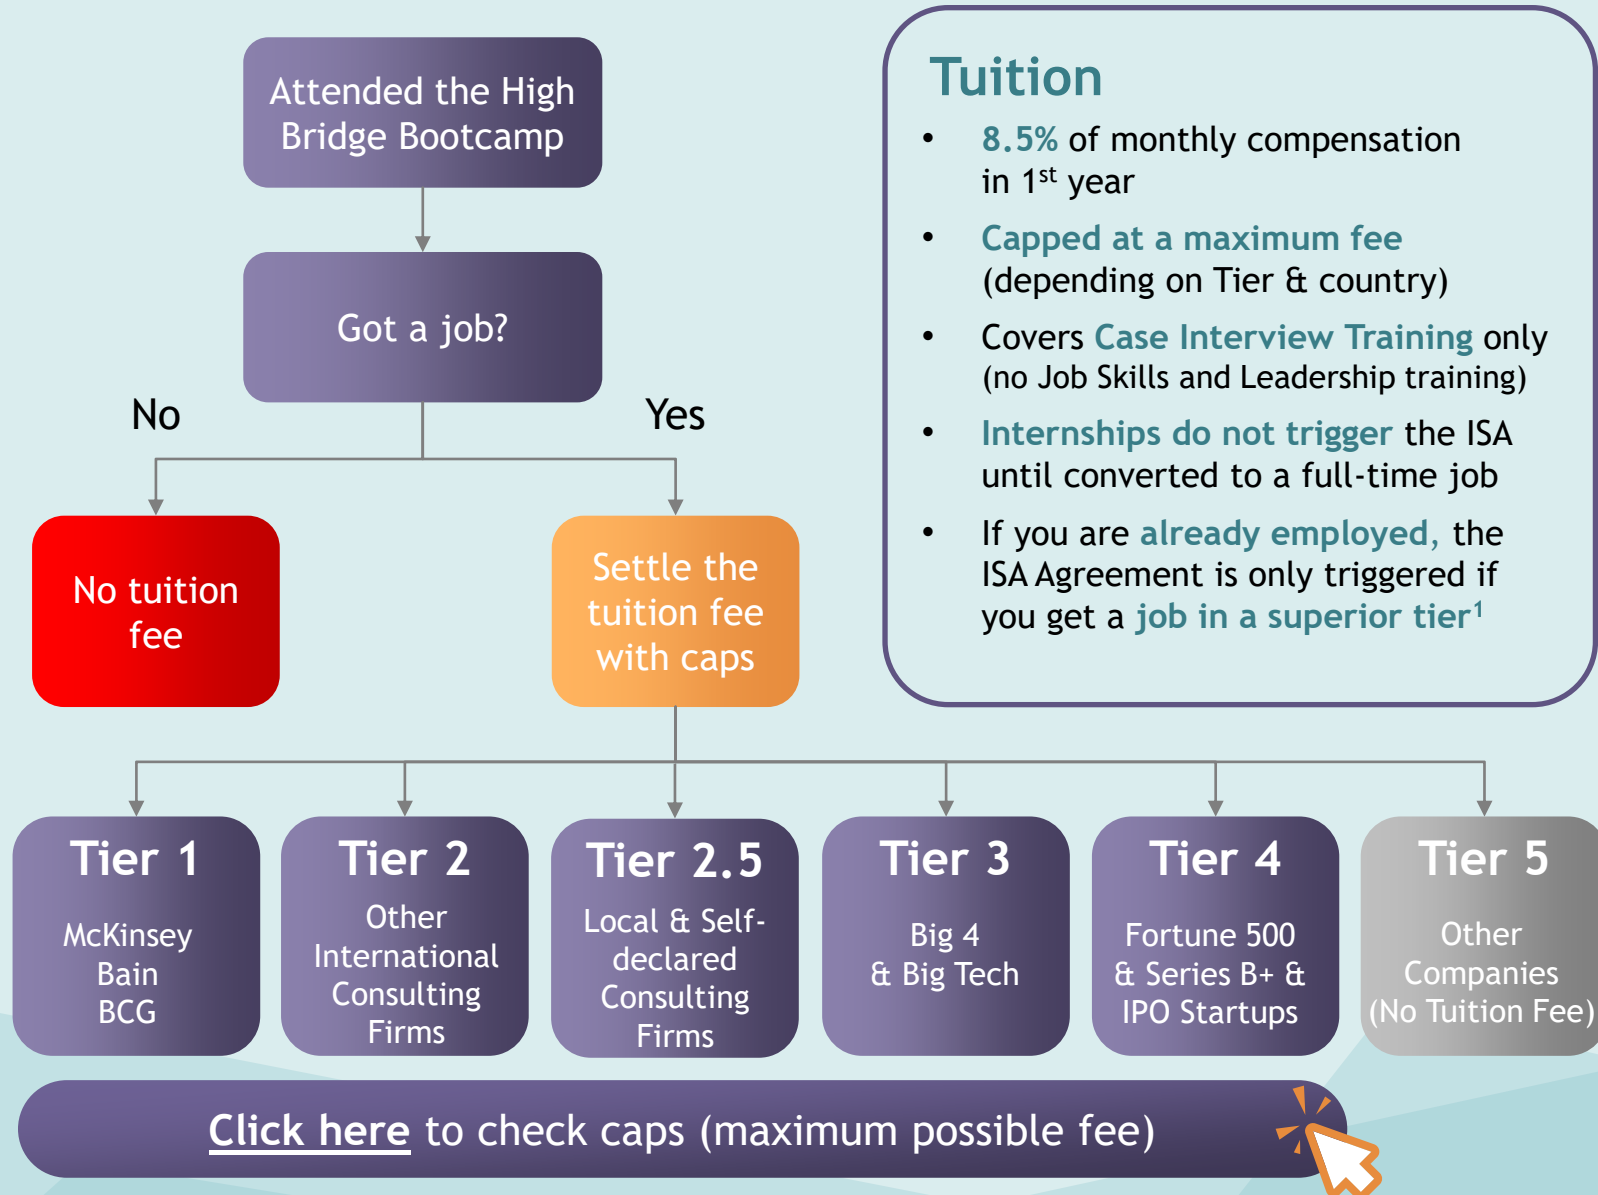 Attended the High
Bridge Bootcamp
Got a job?
No
Yes
No tuition
fee
Settle the
tuition fee
with caps
Tuition
• 8.5% of monthly compensation
in 1st year
• Capped at a maximum fee
(depending on Tier & country)
• Covers Case Interview Training only
(no Job Skills and Leadership training)
• Internships do not trigger the ISA
until converted to a full-time job
• If you are already employed, the
ISA Agreement is only triggered if
you get a job in a superior tier¹
Tier 1
McKinsey
Bain
BCG
Tier 2
Other
International
Consulting
Firms
Tier 2.5
Local & Self-
declared
Consulting
Firms
Tier 3
Big 4
& Big Tech
Tier 4
Fortune 500
& Series B+ &
IPO Startups
Tier 5
Other
Companies
(No Tuition Fee)
Click here to check caps (maximum possible fee)